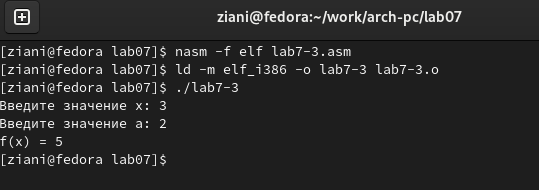 ziani@fedora:~/work/arch-pc/lab07
[ziani@fedora lab07]$ nasm -f elf lab7-3.asm
[ziani@fedora lab07]$ ld -m elf_i386 -o lab7-3 lab7-3.o
[ziani@fedora lab07]$ ./lab7-3
Введите значение x: 3
Введите значение a: 2
f(x) = 5
[ziani@fedora lab07]$